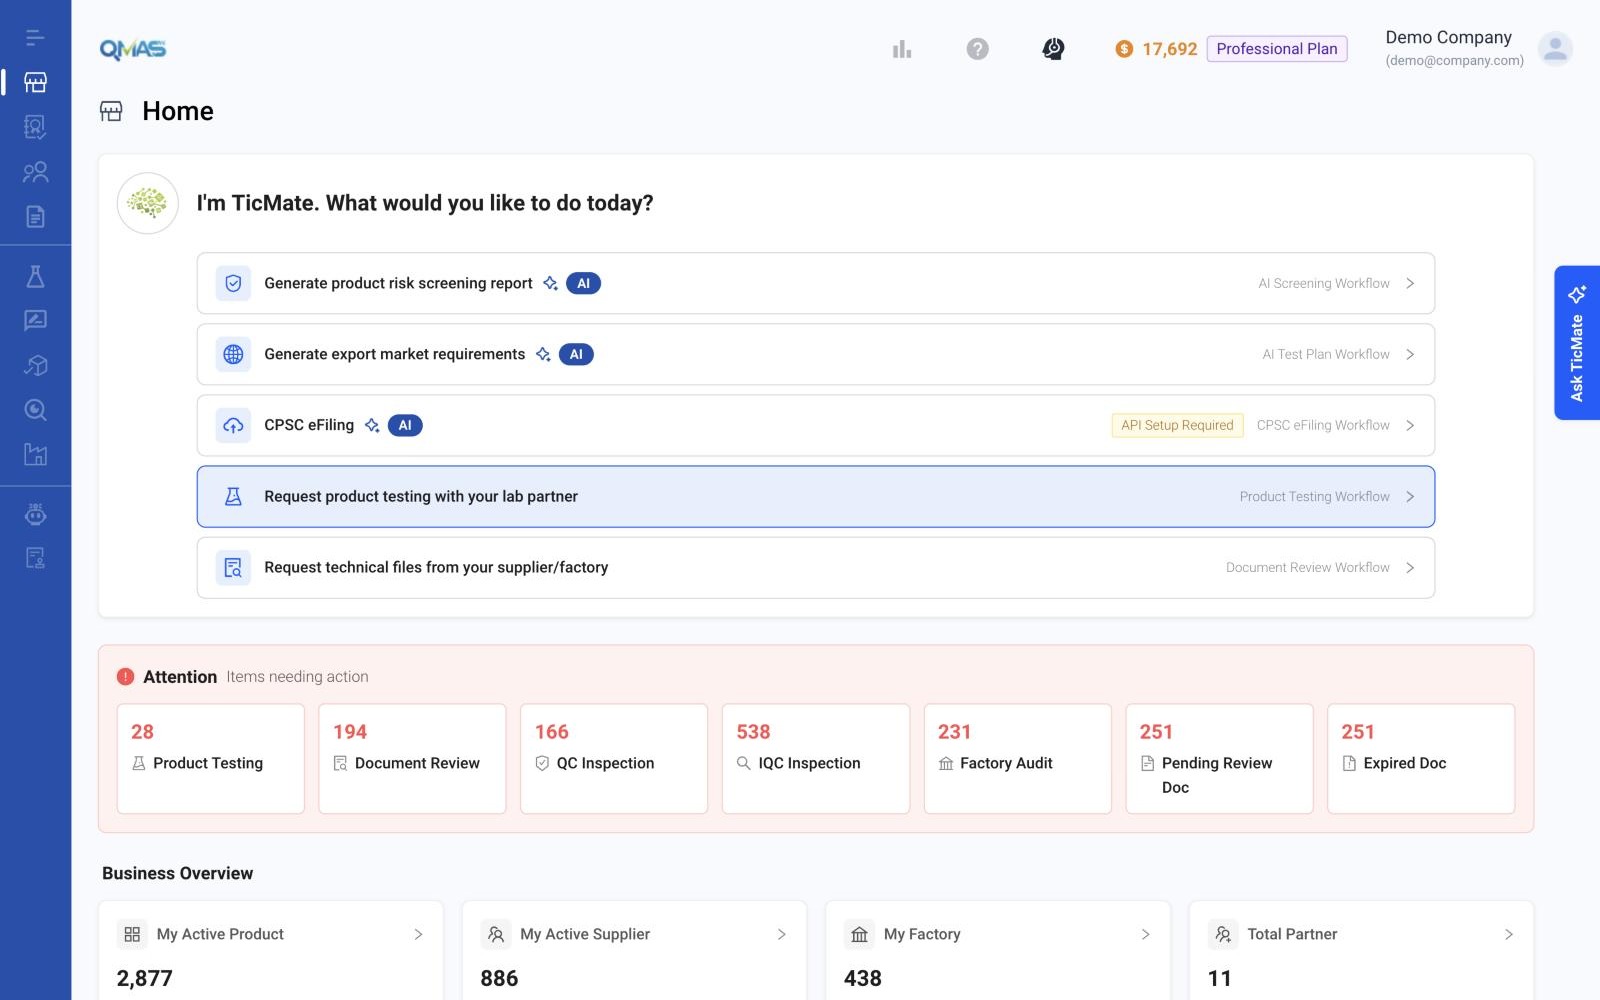 QMAS
17,692
Professional Plan
Demo Company
(demo@company.com)
Home
I'm TicMate. What would you like to do today?
Generate product risk screening report
AI
AI Screening Workflow
Generate export market requirements
AI
AI Test Plan Workflow
CPSC eFiling
AI
API Setup Required
CPSC eFiling Workflow
Request product testing with your lab partner
Product Testing Workflow
Request technical files from your supplier/factory
Document Review Workflow
Ask TicMate
Attention
Items needing action
28
Product Testing
194
Document Review
166
QC Inspection
538
IQC Inspection
231
Factory Audit
251
Pending Review
Doc
251
Expired Doc
Business Overview
My Active Product
2,877
My Active Supplier
886
My Factory
438
Total Partner
11